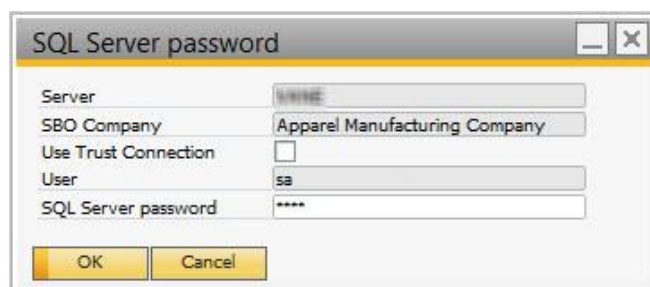 SQL Server password
Server
SBO Company Apparel Manufacturing Company
Use Trust Connection
User sa
SQL Server password ****
OK Cancel